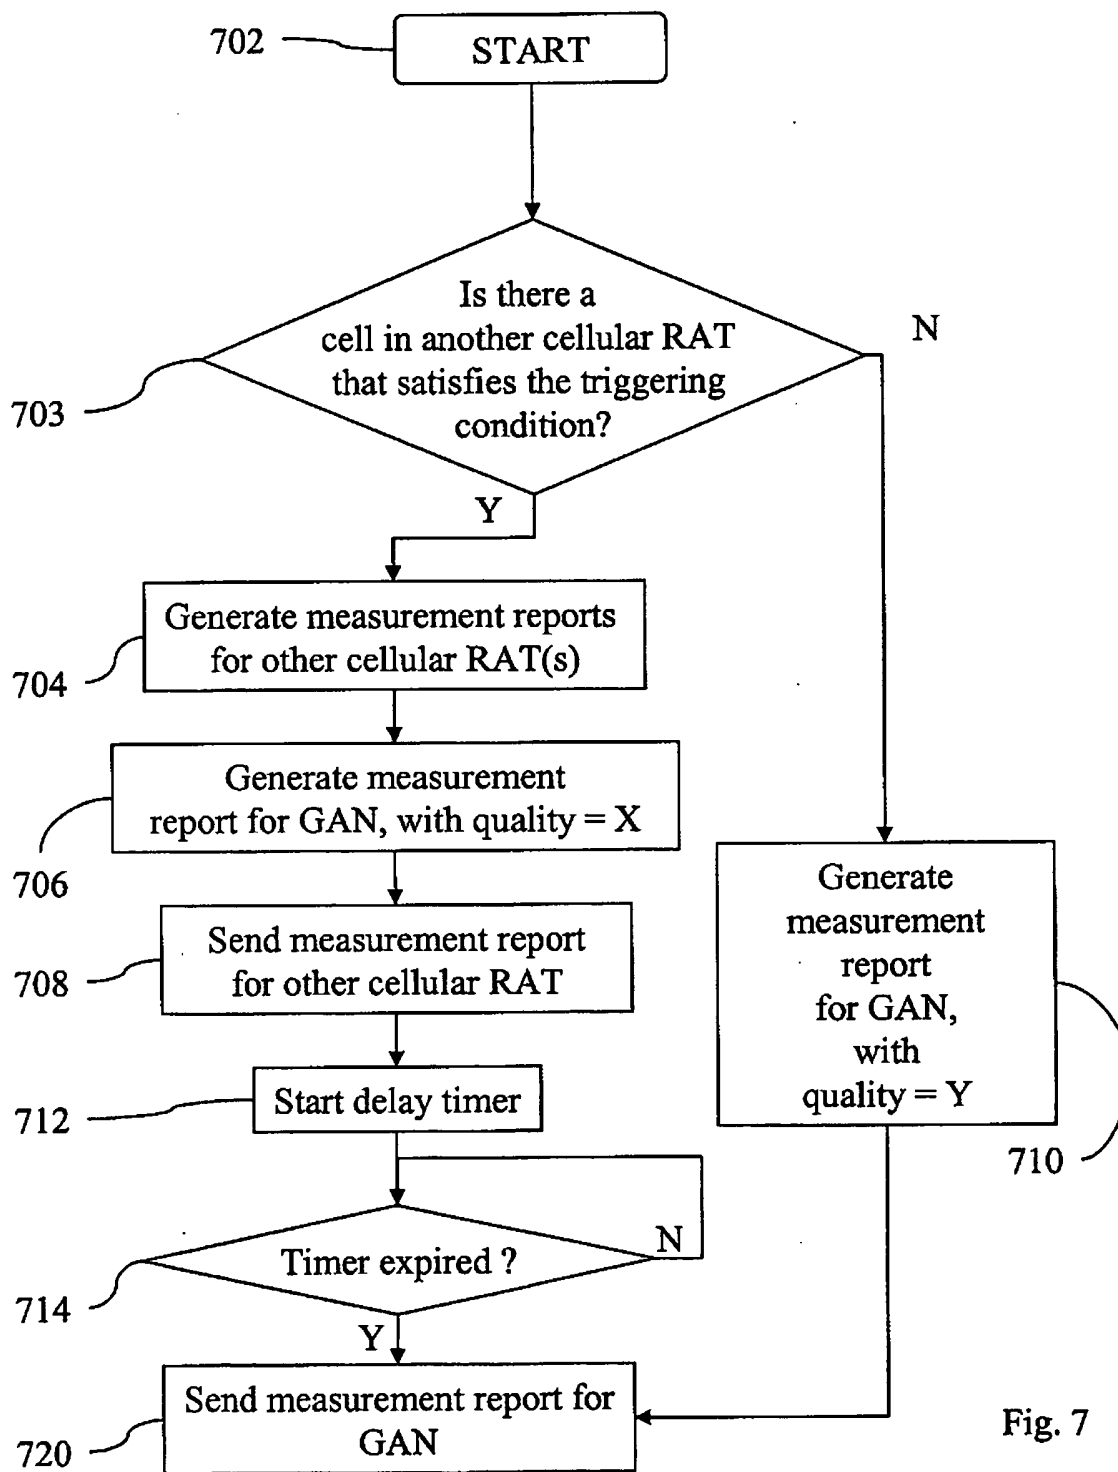 702
START
Is there a
cell in another cellular RAT
that satisfies the triggering
condition?
N
703
Y
Generate measurement reports
for other cellular RAT(s)
704
Generate measurement
report for GAN, with quality = X
706
Send measurement report
for other cellular RAT
708
Generate
measurement
report
for GAN,
with
quality = Y
710
Start delay timer
712
Timer expired ?
N
714
Y
Send measurement report for
GAN
720
Fig. 7